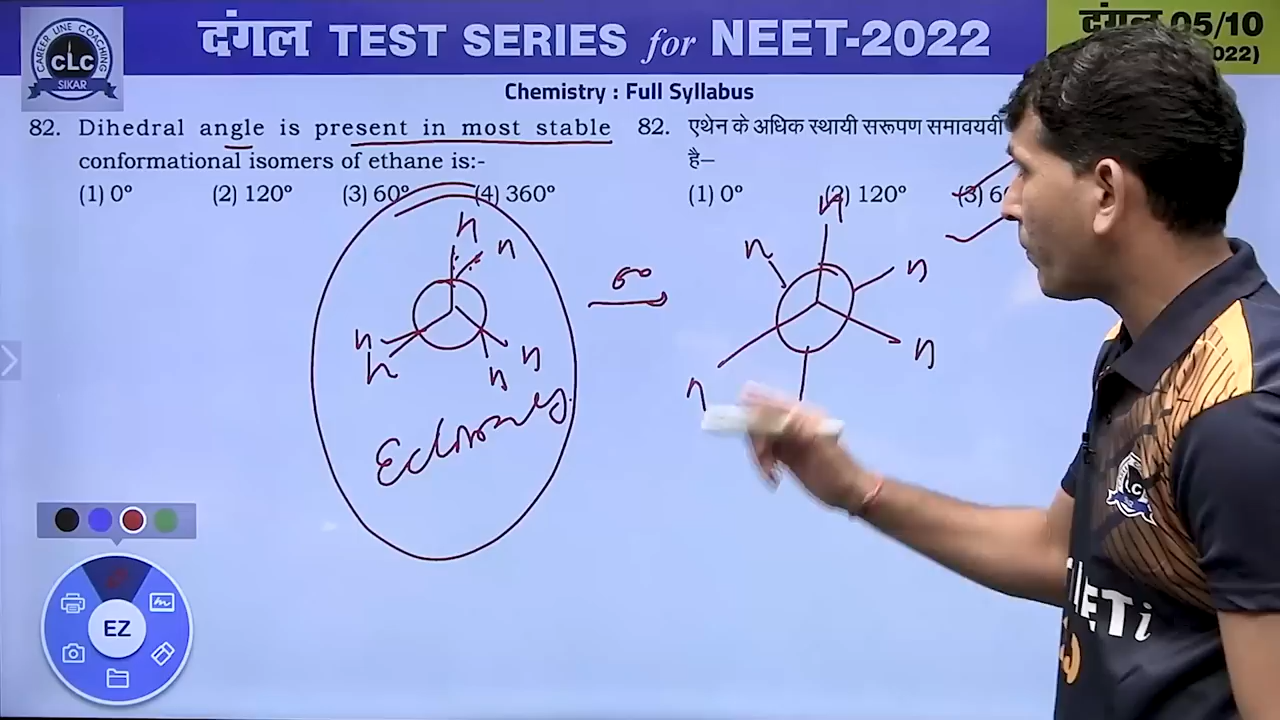 दंगल TEST SERIES for NEET-2022
दंगल 05/10
2022)
CAREER LINE COACHING
CLC
SIKAR
Chemistry : Full Syllabus
82. Dihedral angle is present in most stable
conformational isomers of ethane is:-
(1) 0° (2) 120° (3) 60° (4) 360°
82. एथेन के अधिक स्थायी सरूपण समावयवी
है–
(1) 0° (2) 120° (3) 6
H
H
H
H
H
H
60
H
H
H
H
H
EZ
CLC